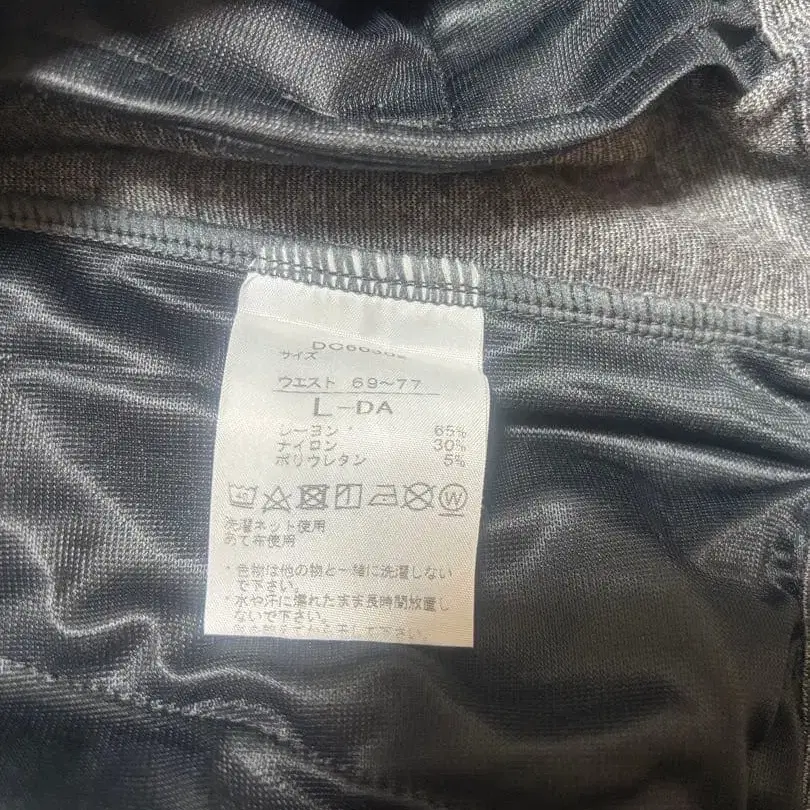 サイズ
ウエスト 69〜77
L-DA
レーヨン 65%
ナイロン 30%
ポリウレタン 5%
W
洗濯ネット使用
あて布使用
・色物は他の物と一緒に洗濯しない
で下さい。
・水や汗に濡れたまま長時間放置し
ないで下さい。